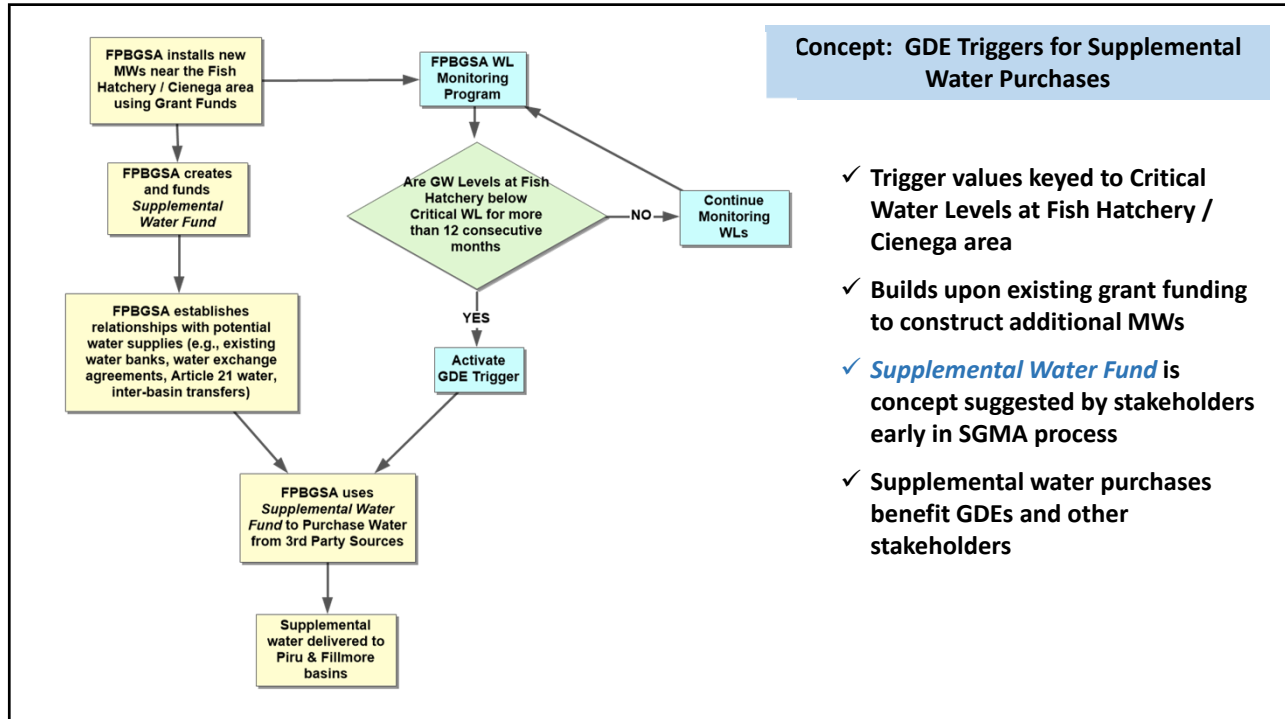 Concept: GDE Triggers for Supplemental
Water Purchases
FPBGSA installs new
MWs near the Fish
Hatchery / Cienega area
using Grant Funds
FPBGSA WL
Monitoring
Program
FPBGSA creates
and funds
Supplemental
Water Fund
Are GW Levels at Fish
Hatchery below
Critical WL for more
than 12 consecutive
months
NO
Continue
Monitoring
WLs
FPBGSA establishes
relationships with potential
water supplies (e.g., existing
water banks, water exchange
agreements, Article 21 water,
inter-basin transfers)
YES
Activate
GDE Trigger
FPBGSA uses
Supplemental Water
Fund to Purchase Water
from 3rd Party Sources
Supplemental
water delivered to
Piru & Fillmore
basins
✓ Trigger values keyed to Critical
Water Levels at Fish Hatchery /
Cienega area
✓ Builds upon existing grant funding
to construct additional MWs
✓ Supplemental Water Fund is
concept suggested by stakeholders
early in SGMA process
✓ Supplemental water purchases
benefit GDEs and other
stakeholders